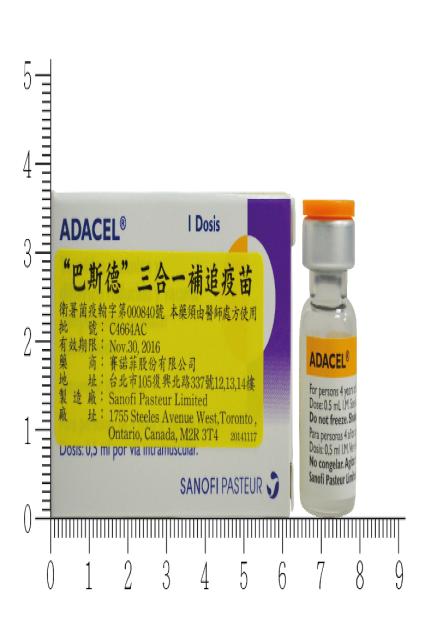 5
4
3
2
1
0
0 1 2 3 4 5 6 7 8 9
ADACEL® 1 Dosis
“巴斯德”三合一補追疫苗
衛署菌疫輸字第000840號 本藥須由醫師處方使用
批 號：C4664AC
有效期限：Nov.30, 2016
藥 商：賽諾菲股份有限公司
地 址：台北市105復興北路337號12,13,14樓
製 造 廠：Sanofi Pasteur Limited
廠 址：1755 Steeles Avenue West,Toronto ,
Ontario, Canada, M2R 3T4 20141117
Dosis: 0,5 ml por vía intramuscular.
SANOFI PASTEUR
ADACEL®
For persons 4 years
Dose: 0.5 mL I.M.
Do not freeze.
Para personas 4
Dosis: 0,5 ml I.M.
No congelar.
Sanofi Pasteur